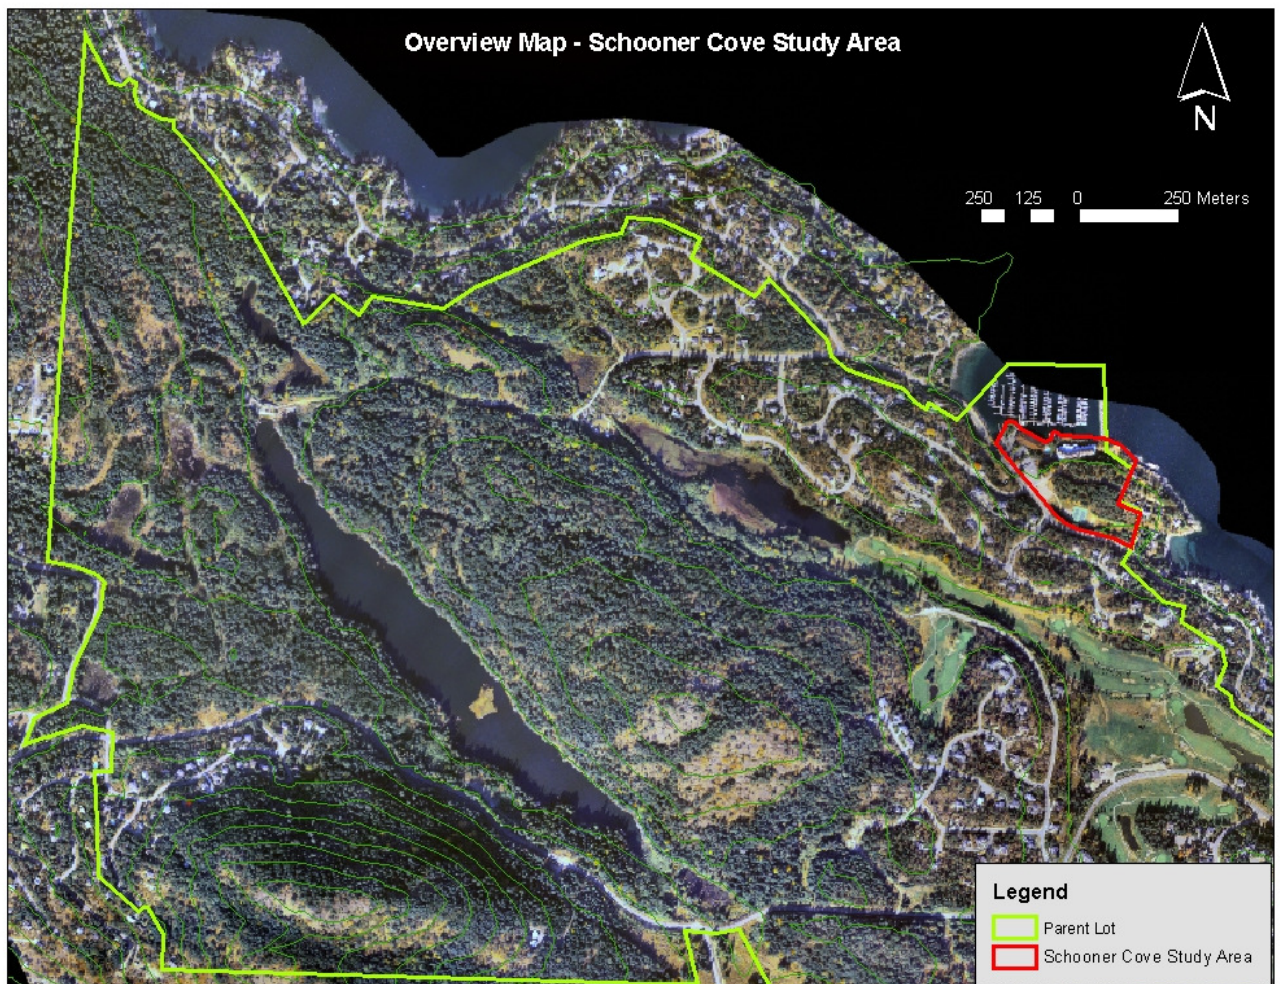 Overview Map - Schooner Cove Study Area
N
250 125 0 250 Meters
Legend
Parent Lot
Schooner Cove Study Area